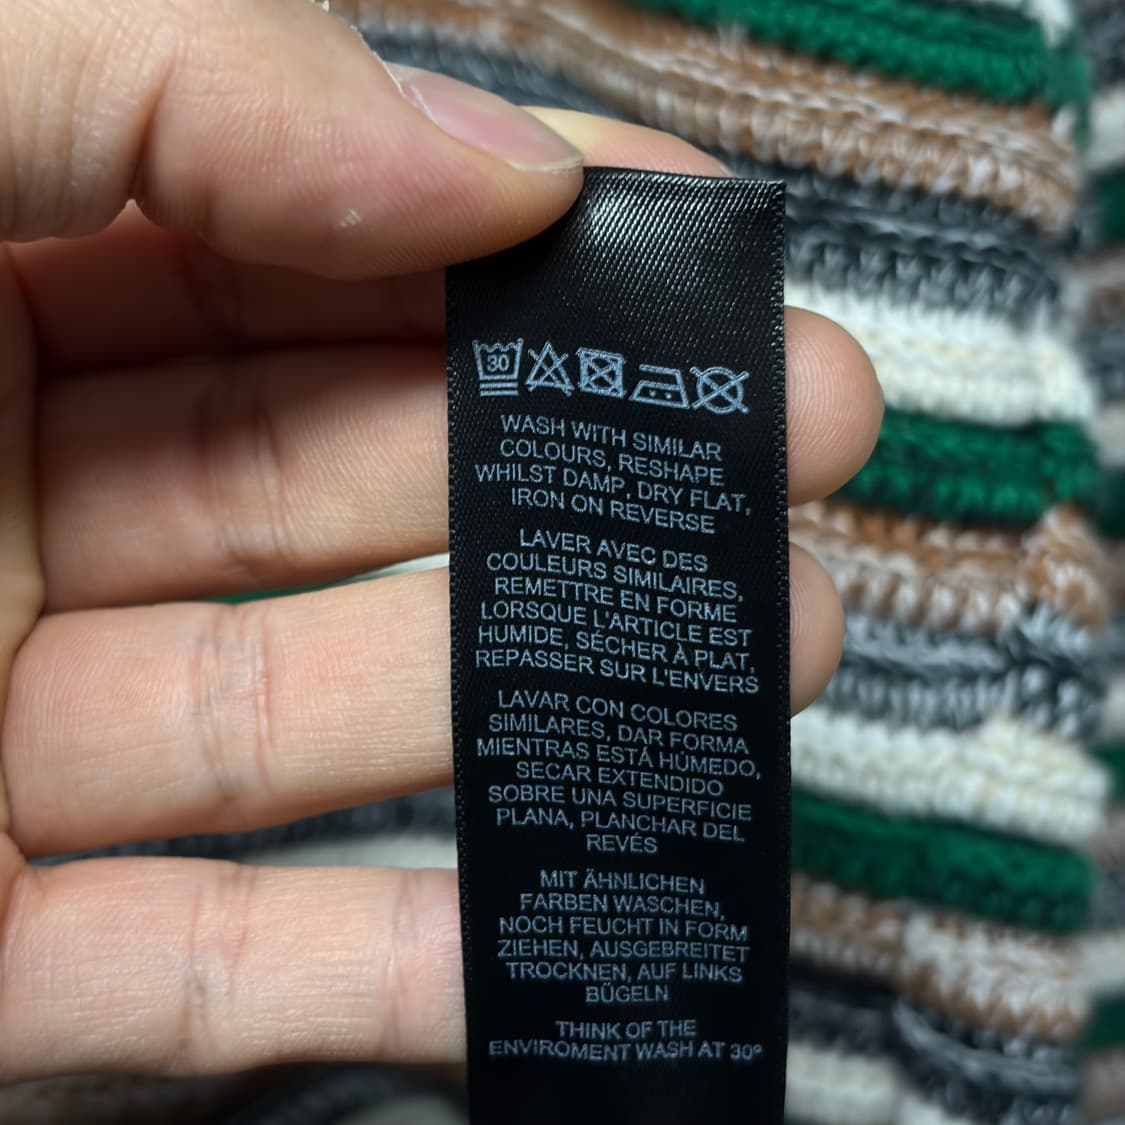 30
WASH WITH SIMILAR
COLOURS, RESHAPE
WHILST DAMP, DRY FLAT,
IRON ON REVERSE
LAVER AVEC DES
COULEURS SIMILAIRES,
REMETTRE EN FORME
LORSQUE L'ARTICLE EST
HUMIDE, SÉCHER À PLAT,
REPASSER SUR L'ENVERS
LAVAR CON COLORES
SIMILARES, DAR FORMA
MIENTRAS ESTÁ HÚMEDO,
SECAR EXTENDIDO
SOBRE UNA SUPERFICIE
PLANA, PLANCHAR DEL
REVÉS
MIT ÄHNLICHEN
FARBEN WASCHEN,
NOCH FEUCHT IN FORM
ZIEHEN, AUSGEBREITET
TROCKNEN, AUF LINKS
BÜGELN
THINK OF THE
ENVIROMENT WASH AT 30°